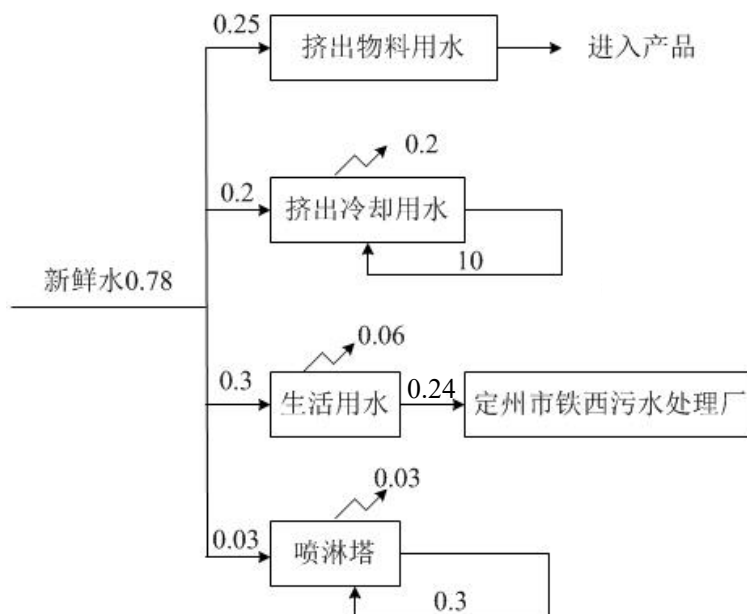 0.25
挤出物料用水
进入产品
0.2
0.2
挤出冷却用水
10
新鲜水0.78
0.06
0.3
生活用水
0.24
定州市铁西污水处理厂
0.03
0.03
喷淋塔
0.3